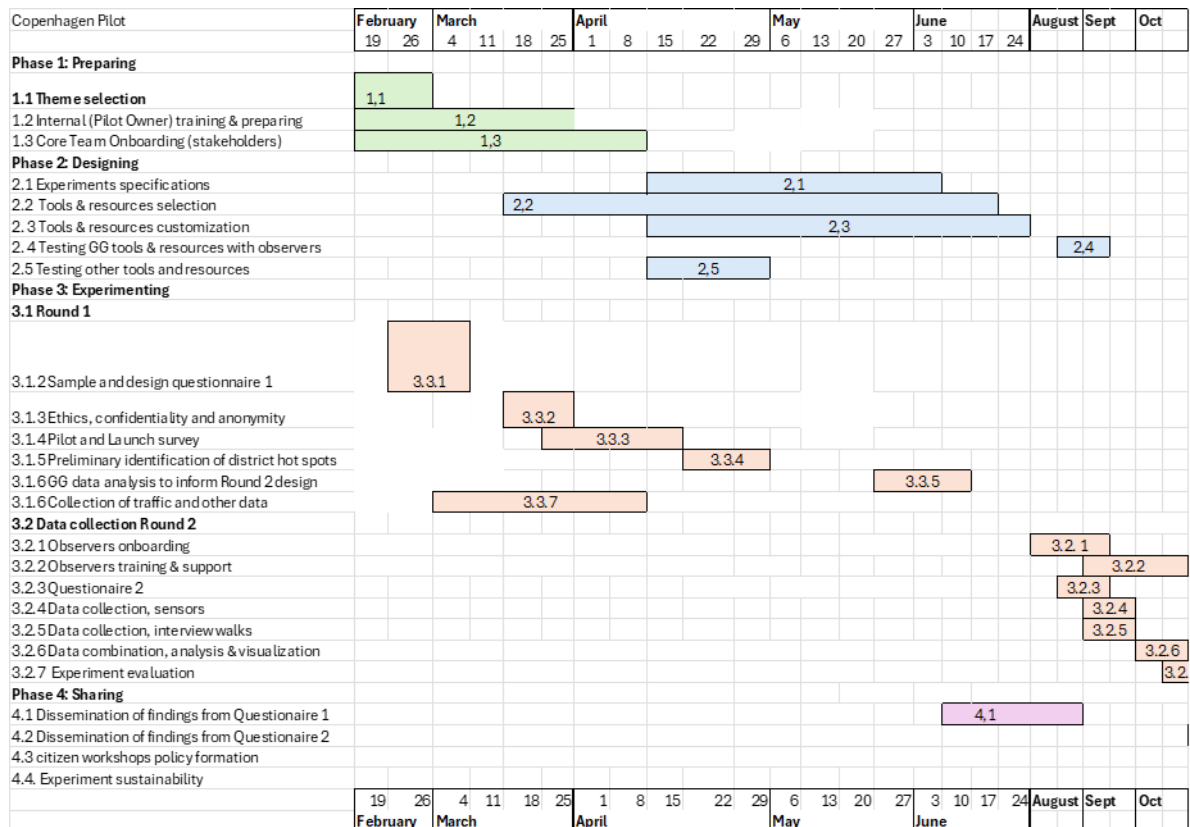 Copenhagen Pilot February March April May June August Sept Oct
19 26 4 11 18 25 1 8 15 22 29 6 13 20 27 3 10 17 24
Phase 1: Preparing
1.1 Theme selection 1,1
1.2 Internal (Pilot Owner) training & preparing 1,2
1.3 Core Team Onboarding (stakeholders) 1,3
Phase 2: Designing
2.1 Experiments specifications 2,1
2.2 Tools & resources selection 2,2
2.3 Tools & resources customization 2,3
2.4 Testing GG tools & resources with observers 2,4
2.5 Testing other tools and resources 2,5
Phase 3: Experimenting
3.1 Round 1
3.1.2 Sample and design questionnaire 1 3.3.1
3.1.3 Ethics, confidentiality and anonymity 3.3.2
3.1.4 Pilot and Launch survey 3.3.3
3.1.5 Preliminary identification of district hot spots 3.3.4
3.1.6 GG data analysis to inform Round 2 design 3.3.5
3.1.6 Collection of traffic and other data 3.3.7
3.2 Data collection Round 2
3.2.1 Observers onboarding 3.2. 1
3.2.2 Observers training & support 3.2.2
3.2.3 Questionaire 2 3.2.3
3.2.4 Data collection, sensors 3.2.4
3.2.5 Data collection, interview walks 3.2.5
3.2.6 Data combination, analysis & visualization 3.2.6
3.2.7 Experiment evaluation 3.2.
Phase 4: Sharing
4.1 Dissemination of findings from Questionaire 1 4,1
4.2 Dissemination of findings from Questionaire 2
4.3 citizen workshops policy formation
4.4. Experiment sustainability
19 26 4 11 18 25 1 8 15 22 29 6 13 20 27 3 10 17 24 August Sept Oct
February March April May June